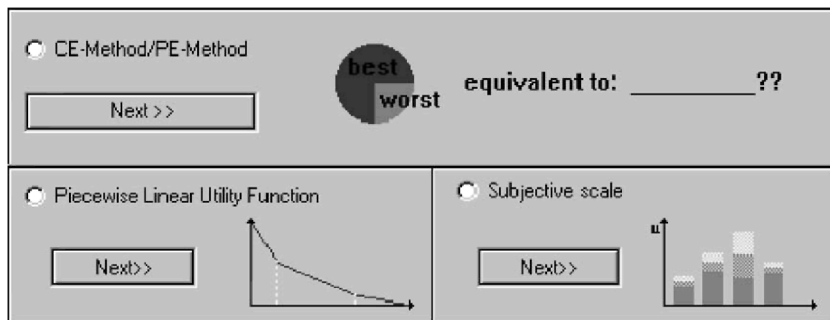 CE-Method/PE-Method
best
worst
equivalent to: __________??
Next >>
Piecewise Linear Utility Function
Next>>
Subjective scale
u
Next>>